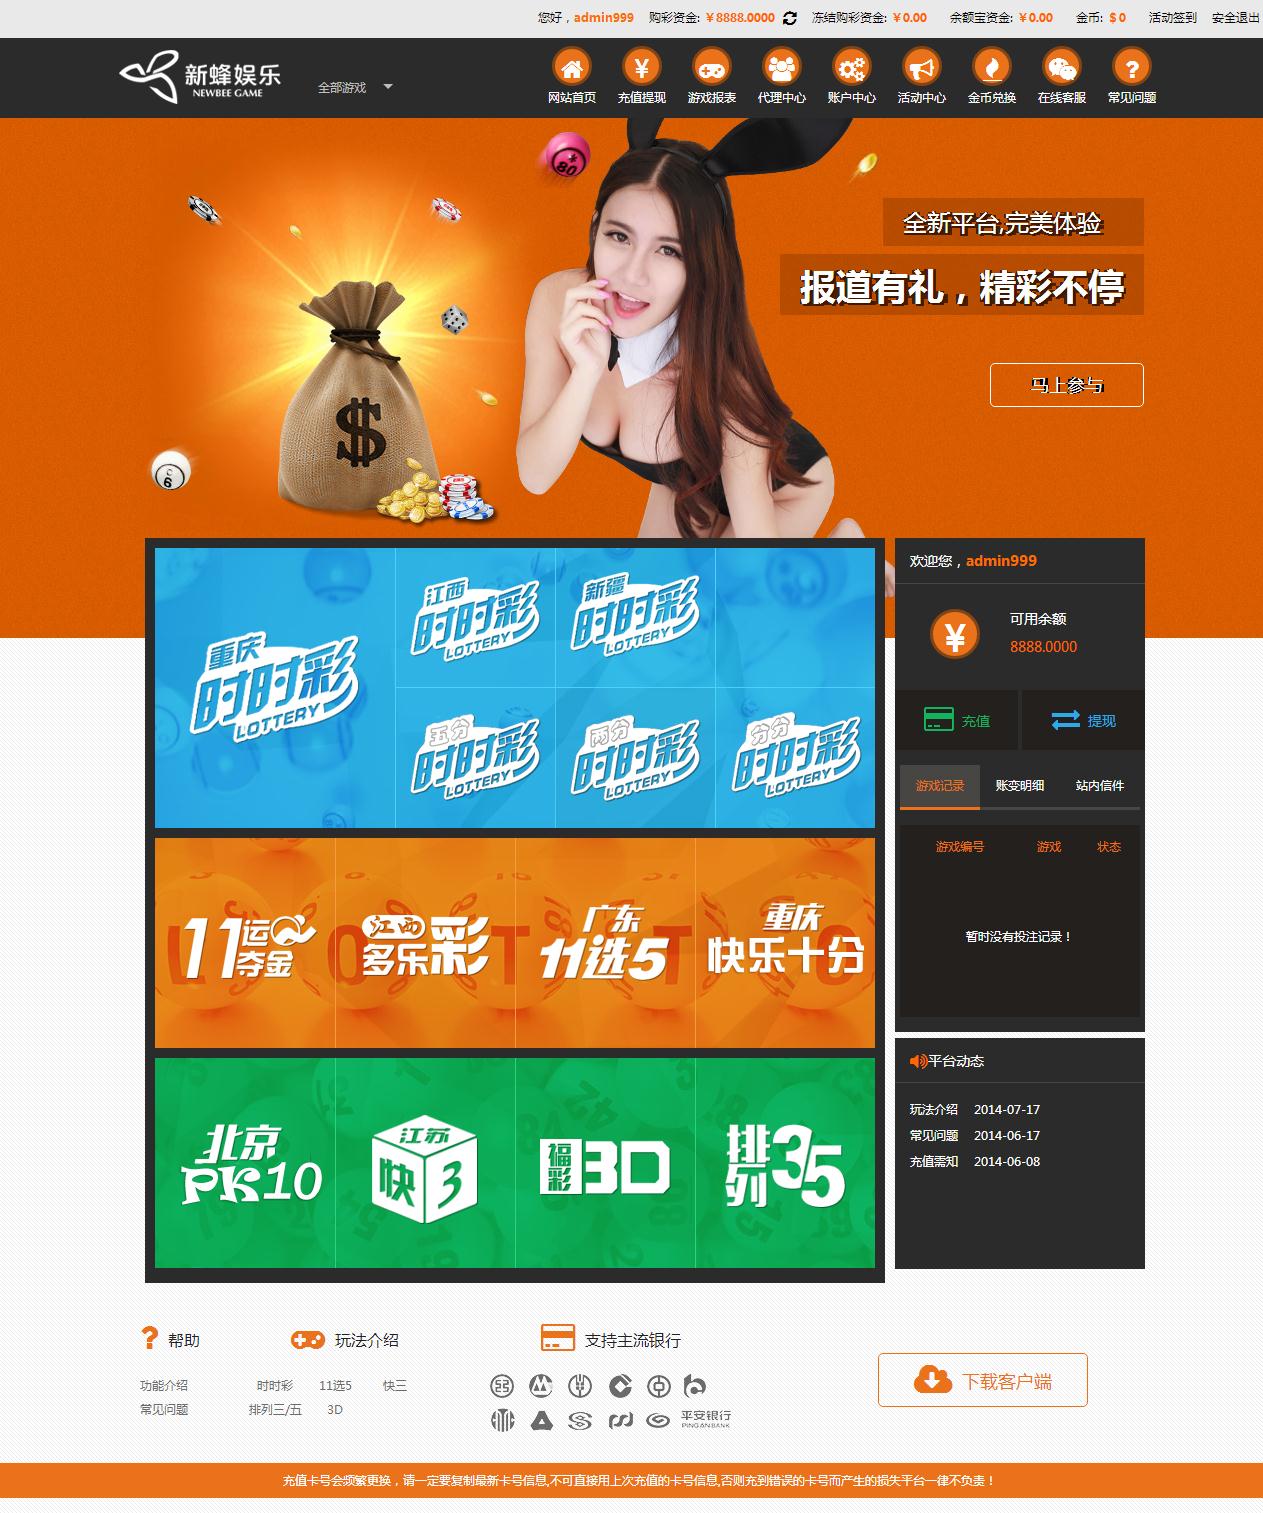 您好，admin999 购彩资金: ￥8888.0000 冻结购彩资金: ￥0.00 余额宝资金: ￥0.00 金币: $ 0 活动签到 安全退出
新蜂娱乐
NEWBEE GAME
全部游戏
网站首页 充值提现 游戏报表 代理中心 账户中心 活动中心 金币兑换 在线客服 常见问题
80
全新平台,完美体验
报道有礼，精彩不停
马上参与
$
6
重庆
时时彩
LOTTERY
江西
时时彩
LOTTERY
新疆
时时彩
LOTTERY
五分
时时彩
LOTTERY
两分
时时彩
LOTTERY
分分
时时彩
LOTTERY
11运夺金
江西
多乐彩
广东
11选5
重庆
快乐十分
北京
PK10
江苏
快3
福彩3D
排列35
欢迎您，admin999
可用余额
8888.0000
充值 提现
游戏记录 账变明细 站内信件
游戏编号 游戏 状态
暂时没有投注记录！
平台动态
玩法介绍 2014-07-17
常见问题 2014-06-17
充值需知 2014-06-08
帮助
功能介绍
常见问题
玩法介绍
时时彩 11选5 快三
排列三/五 3D
支持主流银行
平安银行
PINGAN BANK
下载客户端
充值卡号会频繁更换，请一定要复制最新卡号信息,不可直接用上次充值的卡号信息,否则充到错误的卡号而产生的损失平台一律不负责！